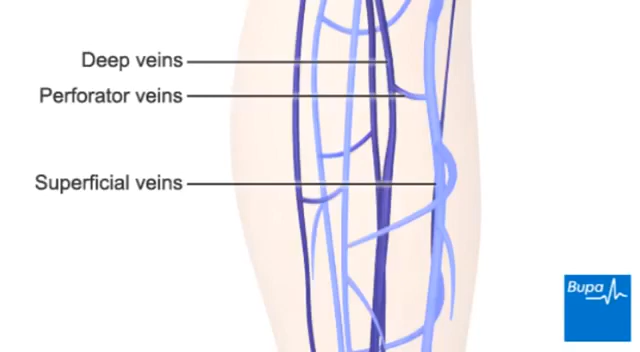 Deep veins
Perforator veins
Superficial veins
Bupa